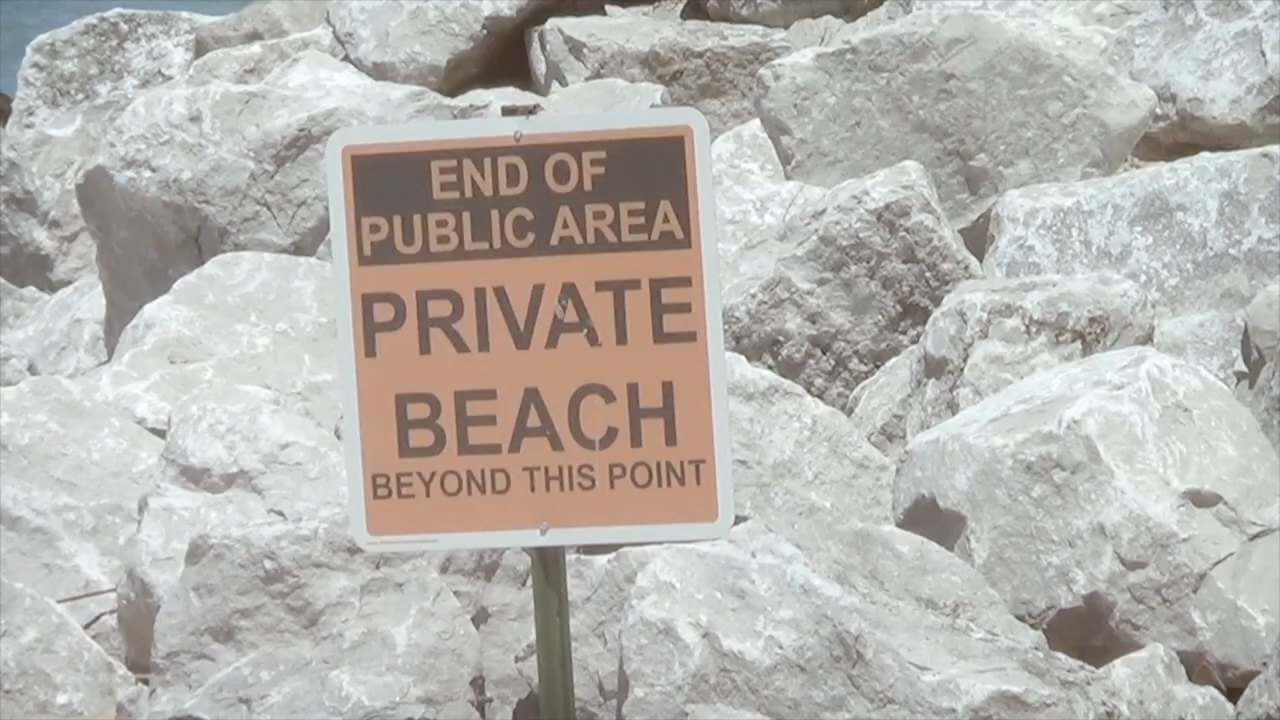 END OF
PUBLIC AREA
PRIVATE
BEACH
BEYOND THIS POINT